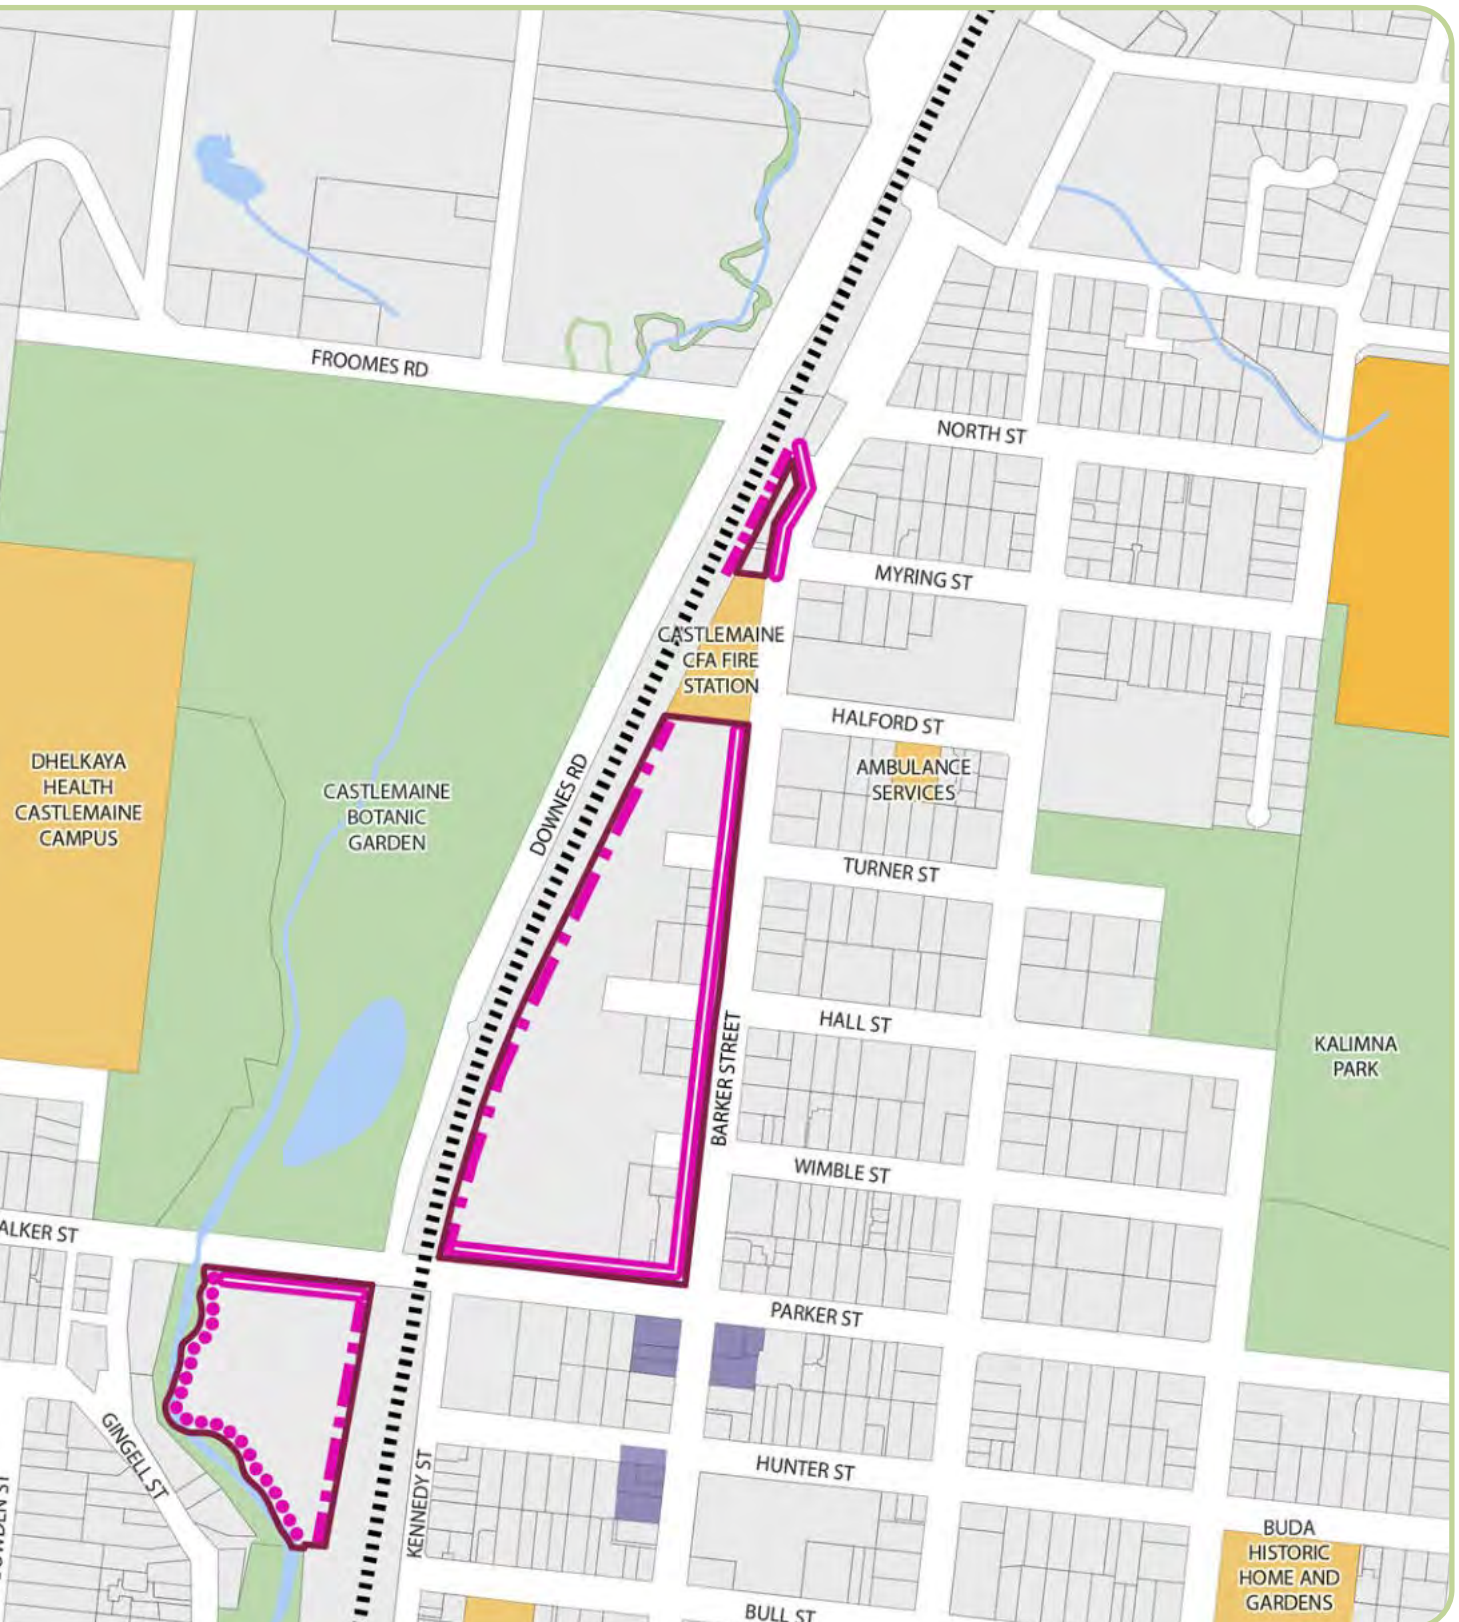 FROOMES RD
NORTH ST
MYRING ST
CASTLEMAINE
CFA FIRE
STATION
HALFORD ST
DHELKAYA
HEALTH
CASTLEMAINE
CAMPUS
CASTLEMAINE
BOTANIC
GARDEN
DOWNES RD
AMBULANCE
SERVICES
TURNER ST
HALL ST
BARKER STREET
KALIMNA
PARK
WIMBLE ST
ALKER ST
PARKER ST
GINGELL ST
KENNEDY ST
HUNTER ST
BUDA
HISTORIC
HOME AND
GARDENS
BULL ST